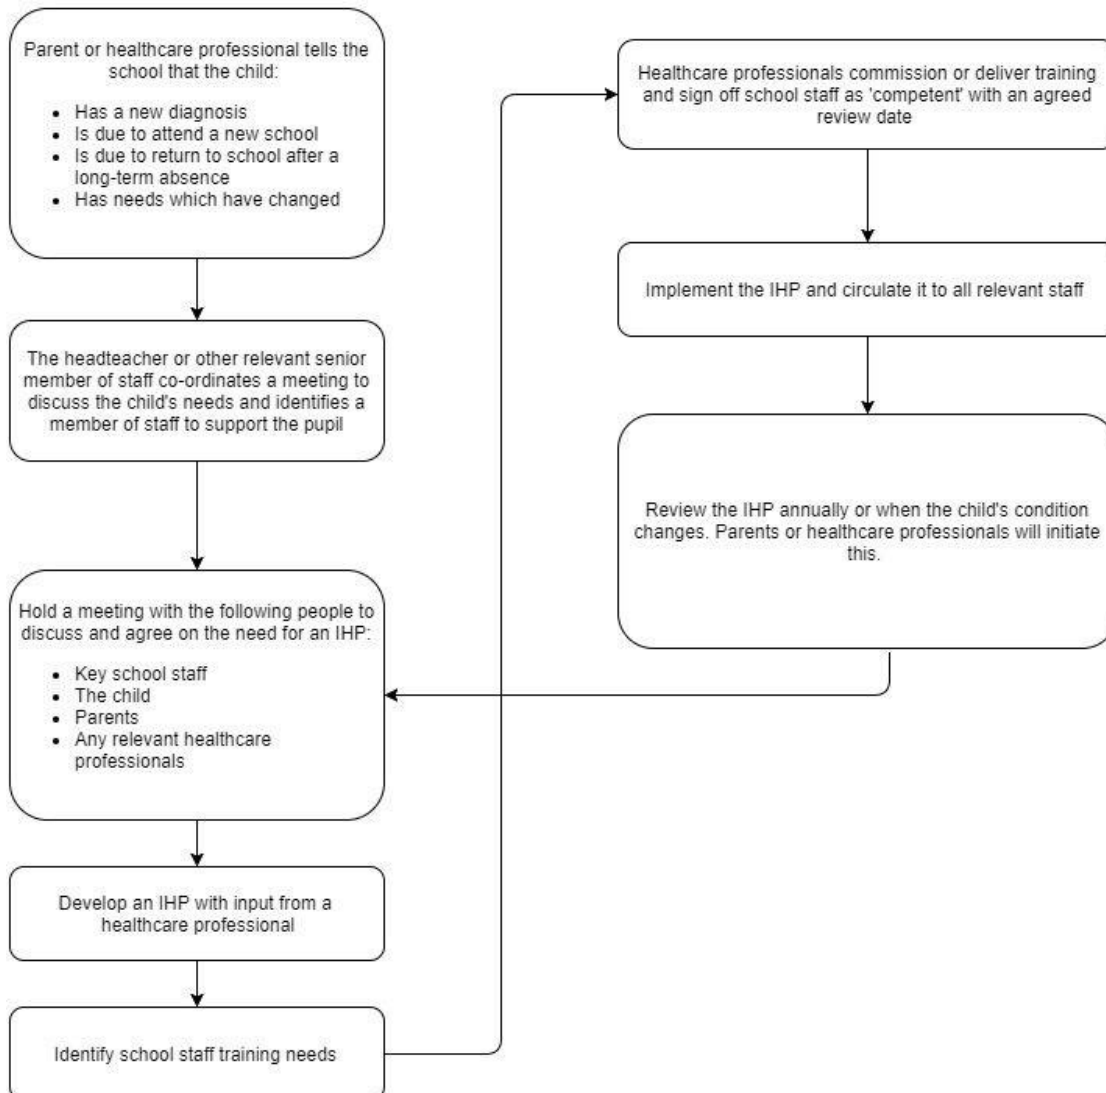 Parent or healthcare professional tells the
school that the child:
• Has a new diagnosis
• Is due to attend a new school
• Is due to return to school after a
long-term absence
• Has needs which have changed
The headteacher or other relevant senior
member of staff co-ordinates a meeting to
discuss the child's needs and identifies a
member of staff to support the pupil
Hold a meeting with the following people to
discuss and agree on the need for an IHP:
• Key school staff
• The child
• Parents
• Any relevant healthcare
professionals
Develop an IHP with input from a
healthcare professional
Identify school staff training needs
Healthcare professionals commission or deliver training
and sign off school staff as 'competent' with an agreed
review date
Implement the IHP and circulate it to all relevant staff
Review the IHP annually or when the child's condition
changes. Parents or healthcare professionals will initiate
this.